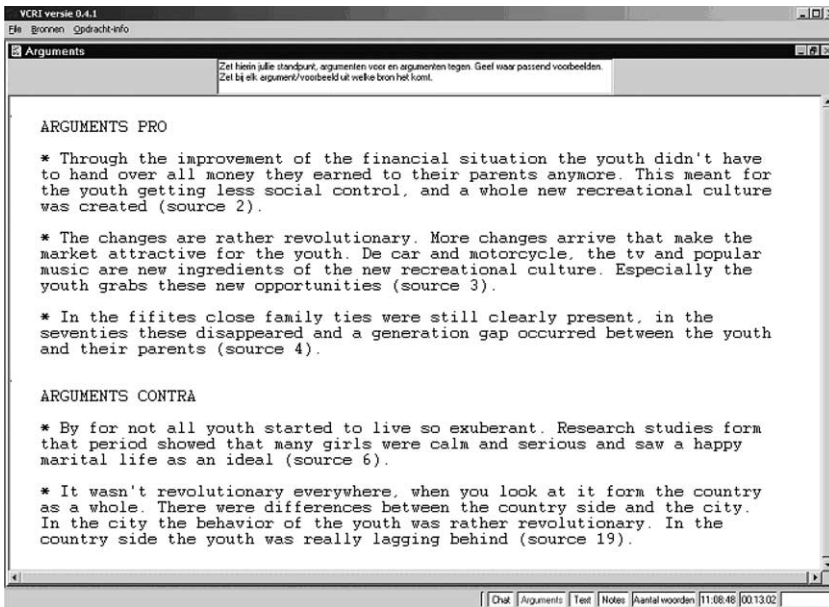 VCRI versie 0.4.1
File Bronnen Opdracht-info
Arguments
Zet hierin jullie standpunt, argumenten voor en argumenten tegen. Geef waar passend voorbeelden.
Zet bij elk argument/voorbeeld uit welke bron het komt.
ARGUMENTS PRO
* Through the improvement of the financial situation the youth didn't have
to hand over all money they earned to their parents anymore. This meant for
the youth getting less social control, and a whole new recreational culture
was created (source 2).
* The changes are rather revolutionary. More changes arrive that make the
market attractive for the youth. De car and motorcycle, the tv and popular
music are new ingredients of the new recreational culture. Especially the
youth grabs these new opportunities (source 3).
* In the fifites close family ties were still clearly present, in the
seventies these disappeared and a generation gap occurred between the youth
and their parents (source 4).
ARGUMENTS CONTRA
* By for not all youth started to live so exuberant. Research studies form
that period showed that many girls were calm and serious and saw a happy
marital life as an ideal (source 6).
* It wasn't revolutionary everywhere, when you look at it form the country
as a whole. There were differences between the country side and the city.
In the city the behavior of the youth was rather revolutionary. In the
country side the youth was really lagging behind (source 19).
Chat Arguments Text Notes Aantal woorden 11:08:48 00:13:02